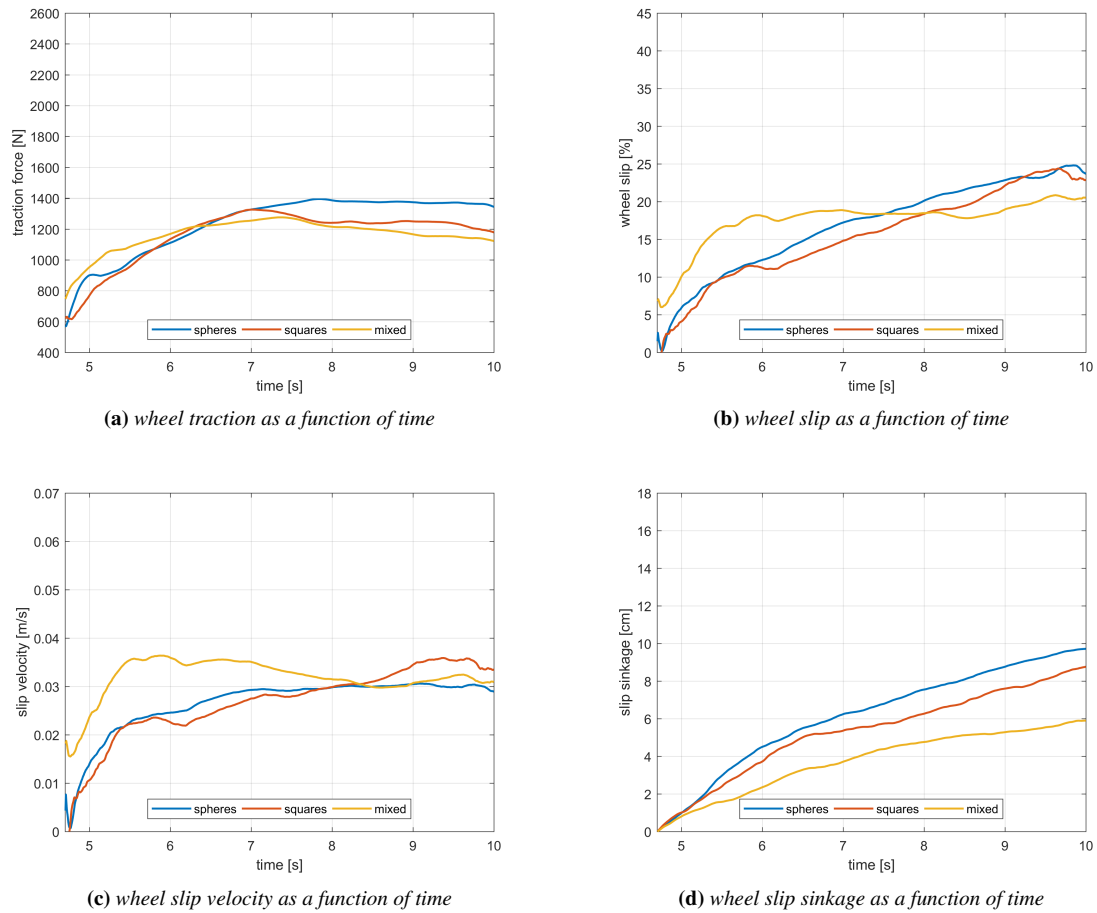 2600
2400
2200
2000
1800
1600
1400
1200
1000
800
600
400
traction force [N]
spheres squares mixed
5 6 7 8 9 10
time [s]
(a) wheel traction as a function of time
45
40
35
30
25
20
15
10
5
0
wheel slip [%]
spheres squares mixed
5 6 7 8 9 10
time [s]
(b) wheel slip as a function of time
0.07
0.06
0.05
0.04
0.03
0.02
0.01
0
slip velocity [m/s]
spheres squares mixed
5 6 7 8 9 10
time [s]
(c) wheel slip velocity as a function of time
18
16
14
12
10
8
6
4
2
0
slip sinkage [cm]
spheres squares mixed
5 6 7 8 9 10
time [s]
(d) wheel slip sinkage as a function of time